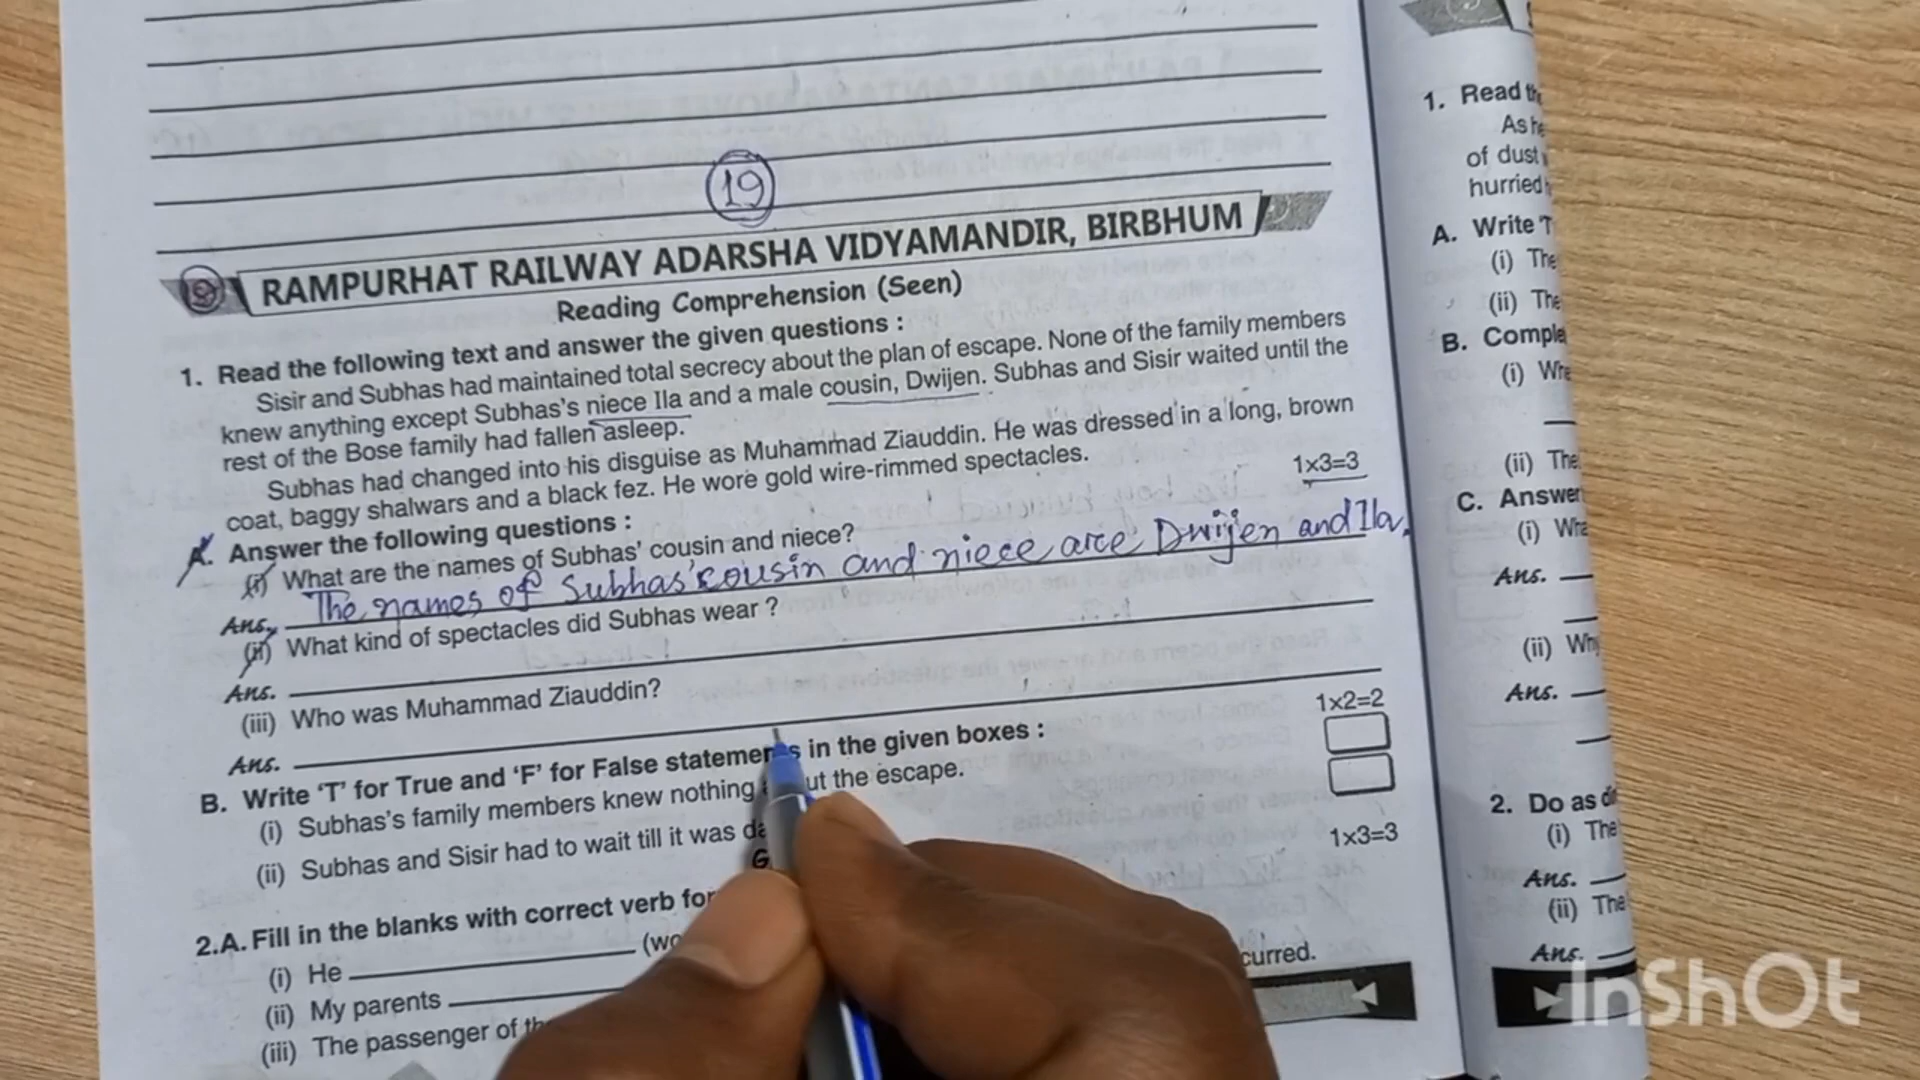 19
9 RAMPURHAT RAILWAY ADARSHA VIDYAMANDIR, BIRBHUM
Reading Comprehension (Seen)
1. Read the following text and answer the given questions :
Sisir and Subhas had maintained total secrecy about the plan of escape. None of the family members
knew anything except Subhas's niece Ila and a male cousin, Dwijen. Subhas and Sisir waited until the
rest of the Bose family had fallen asleep.
Subhas had changed into his disguise as Muhammad Ziauddin. He was dressed in a long, brown
coat, baggy shalwars and a black fez. He wore gold wire-rimmed spectacles.
A. Answer the following questions : 1×3=3
(i) What are the names of Subhas' cousin and niece?
Ans. The names of Subhas' cousin and niece are Dwijen and Ila.
(ii) What kind of spectacles did Subhas wear ?
Ans.
(iii) Who was Muhammad Ziauddin?
Ans.
B. Write 'T' for True and 'F' for False statements in the given boxes : 1×2=2
(i) Subhas's family members knew nothing about the escape.
(ii) Subhas and Sisir had to wait till it was
2.A. Fill in the blanks with correct verb 1×3=3
(i) He
(ii) My parents
(iii) The passenger of
curred.
1. Read
of dust
hurried
A. Write 'T'
(i) The
(ii) The
B.
(i)
(ii) The
C. Answer
(i)
Ans.
(ii)
Ans.
2. Do as
(i) The
Ans.
(ii) The
Ans.
InShOt